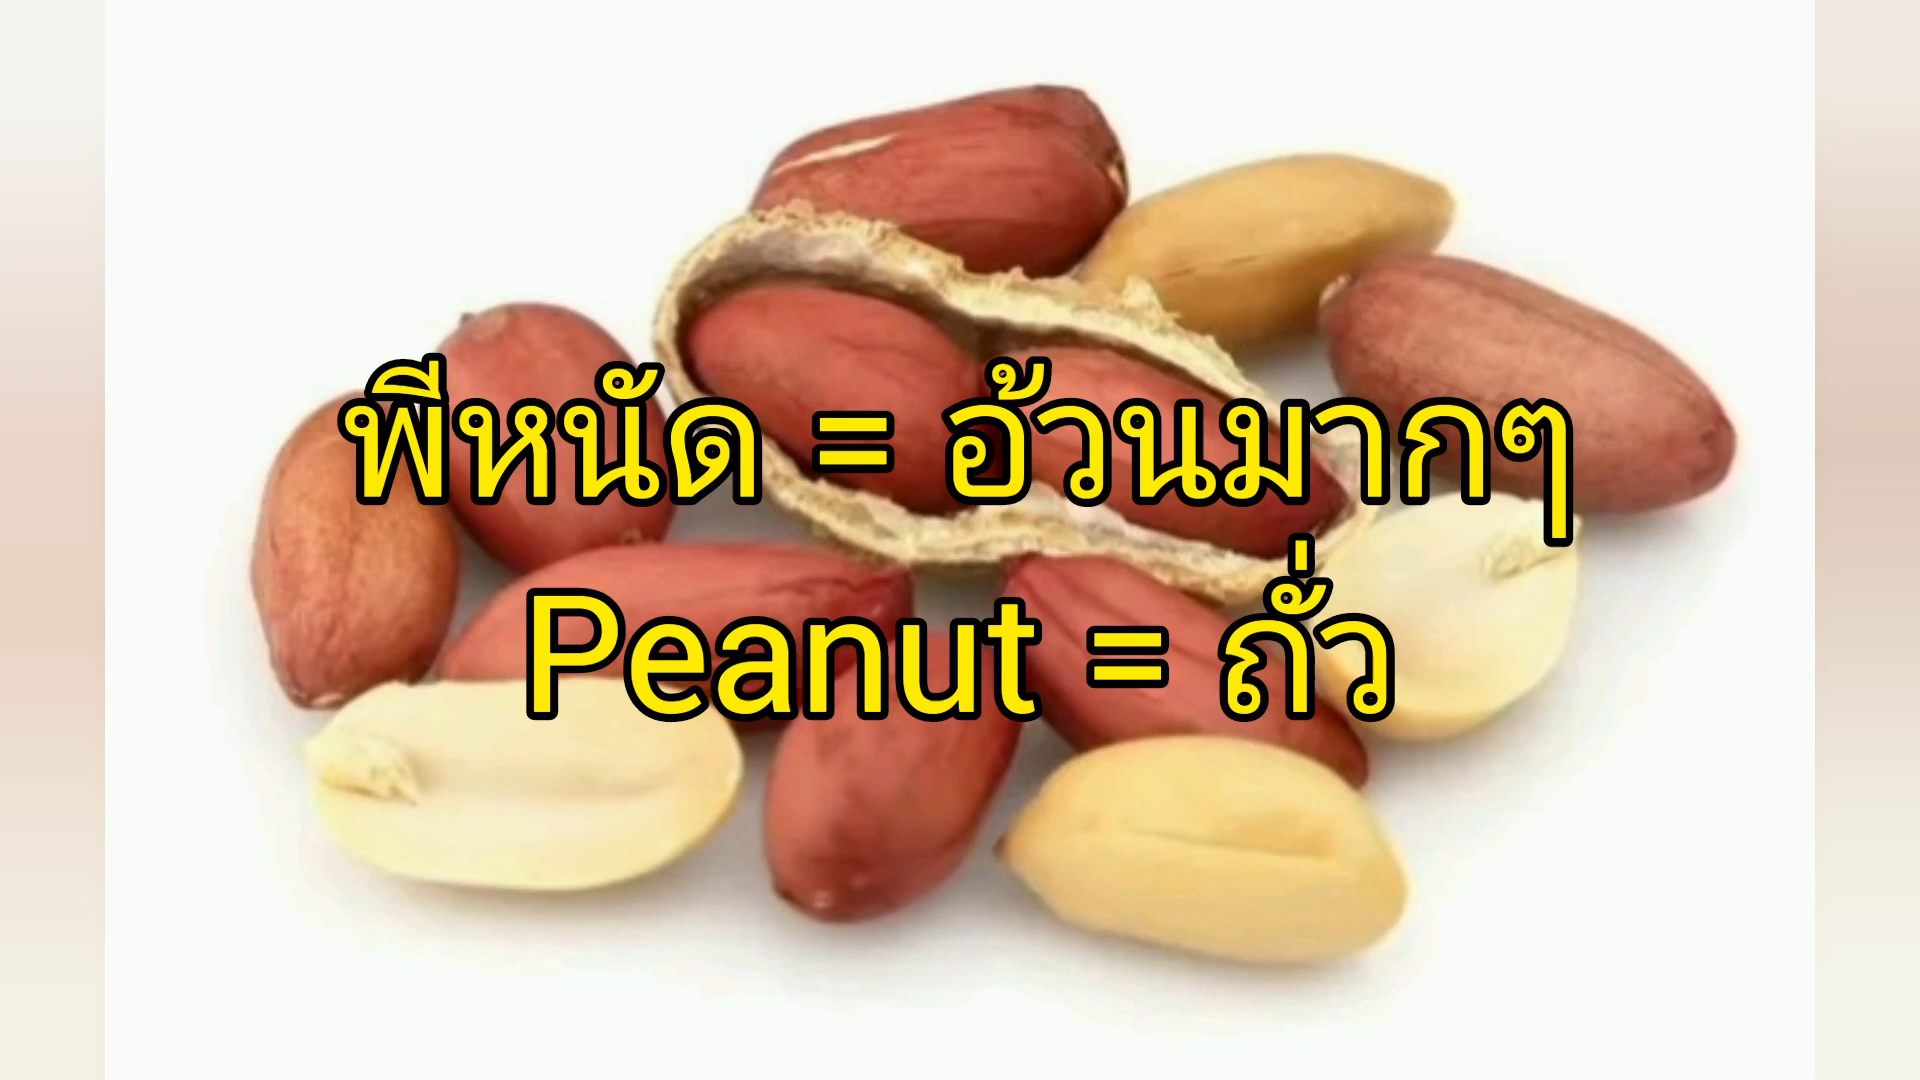 พีหนัด = อ้วนมากๆ
Peanut = ถั่ว